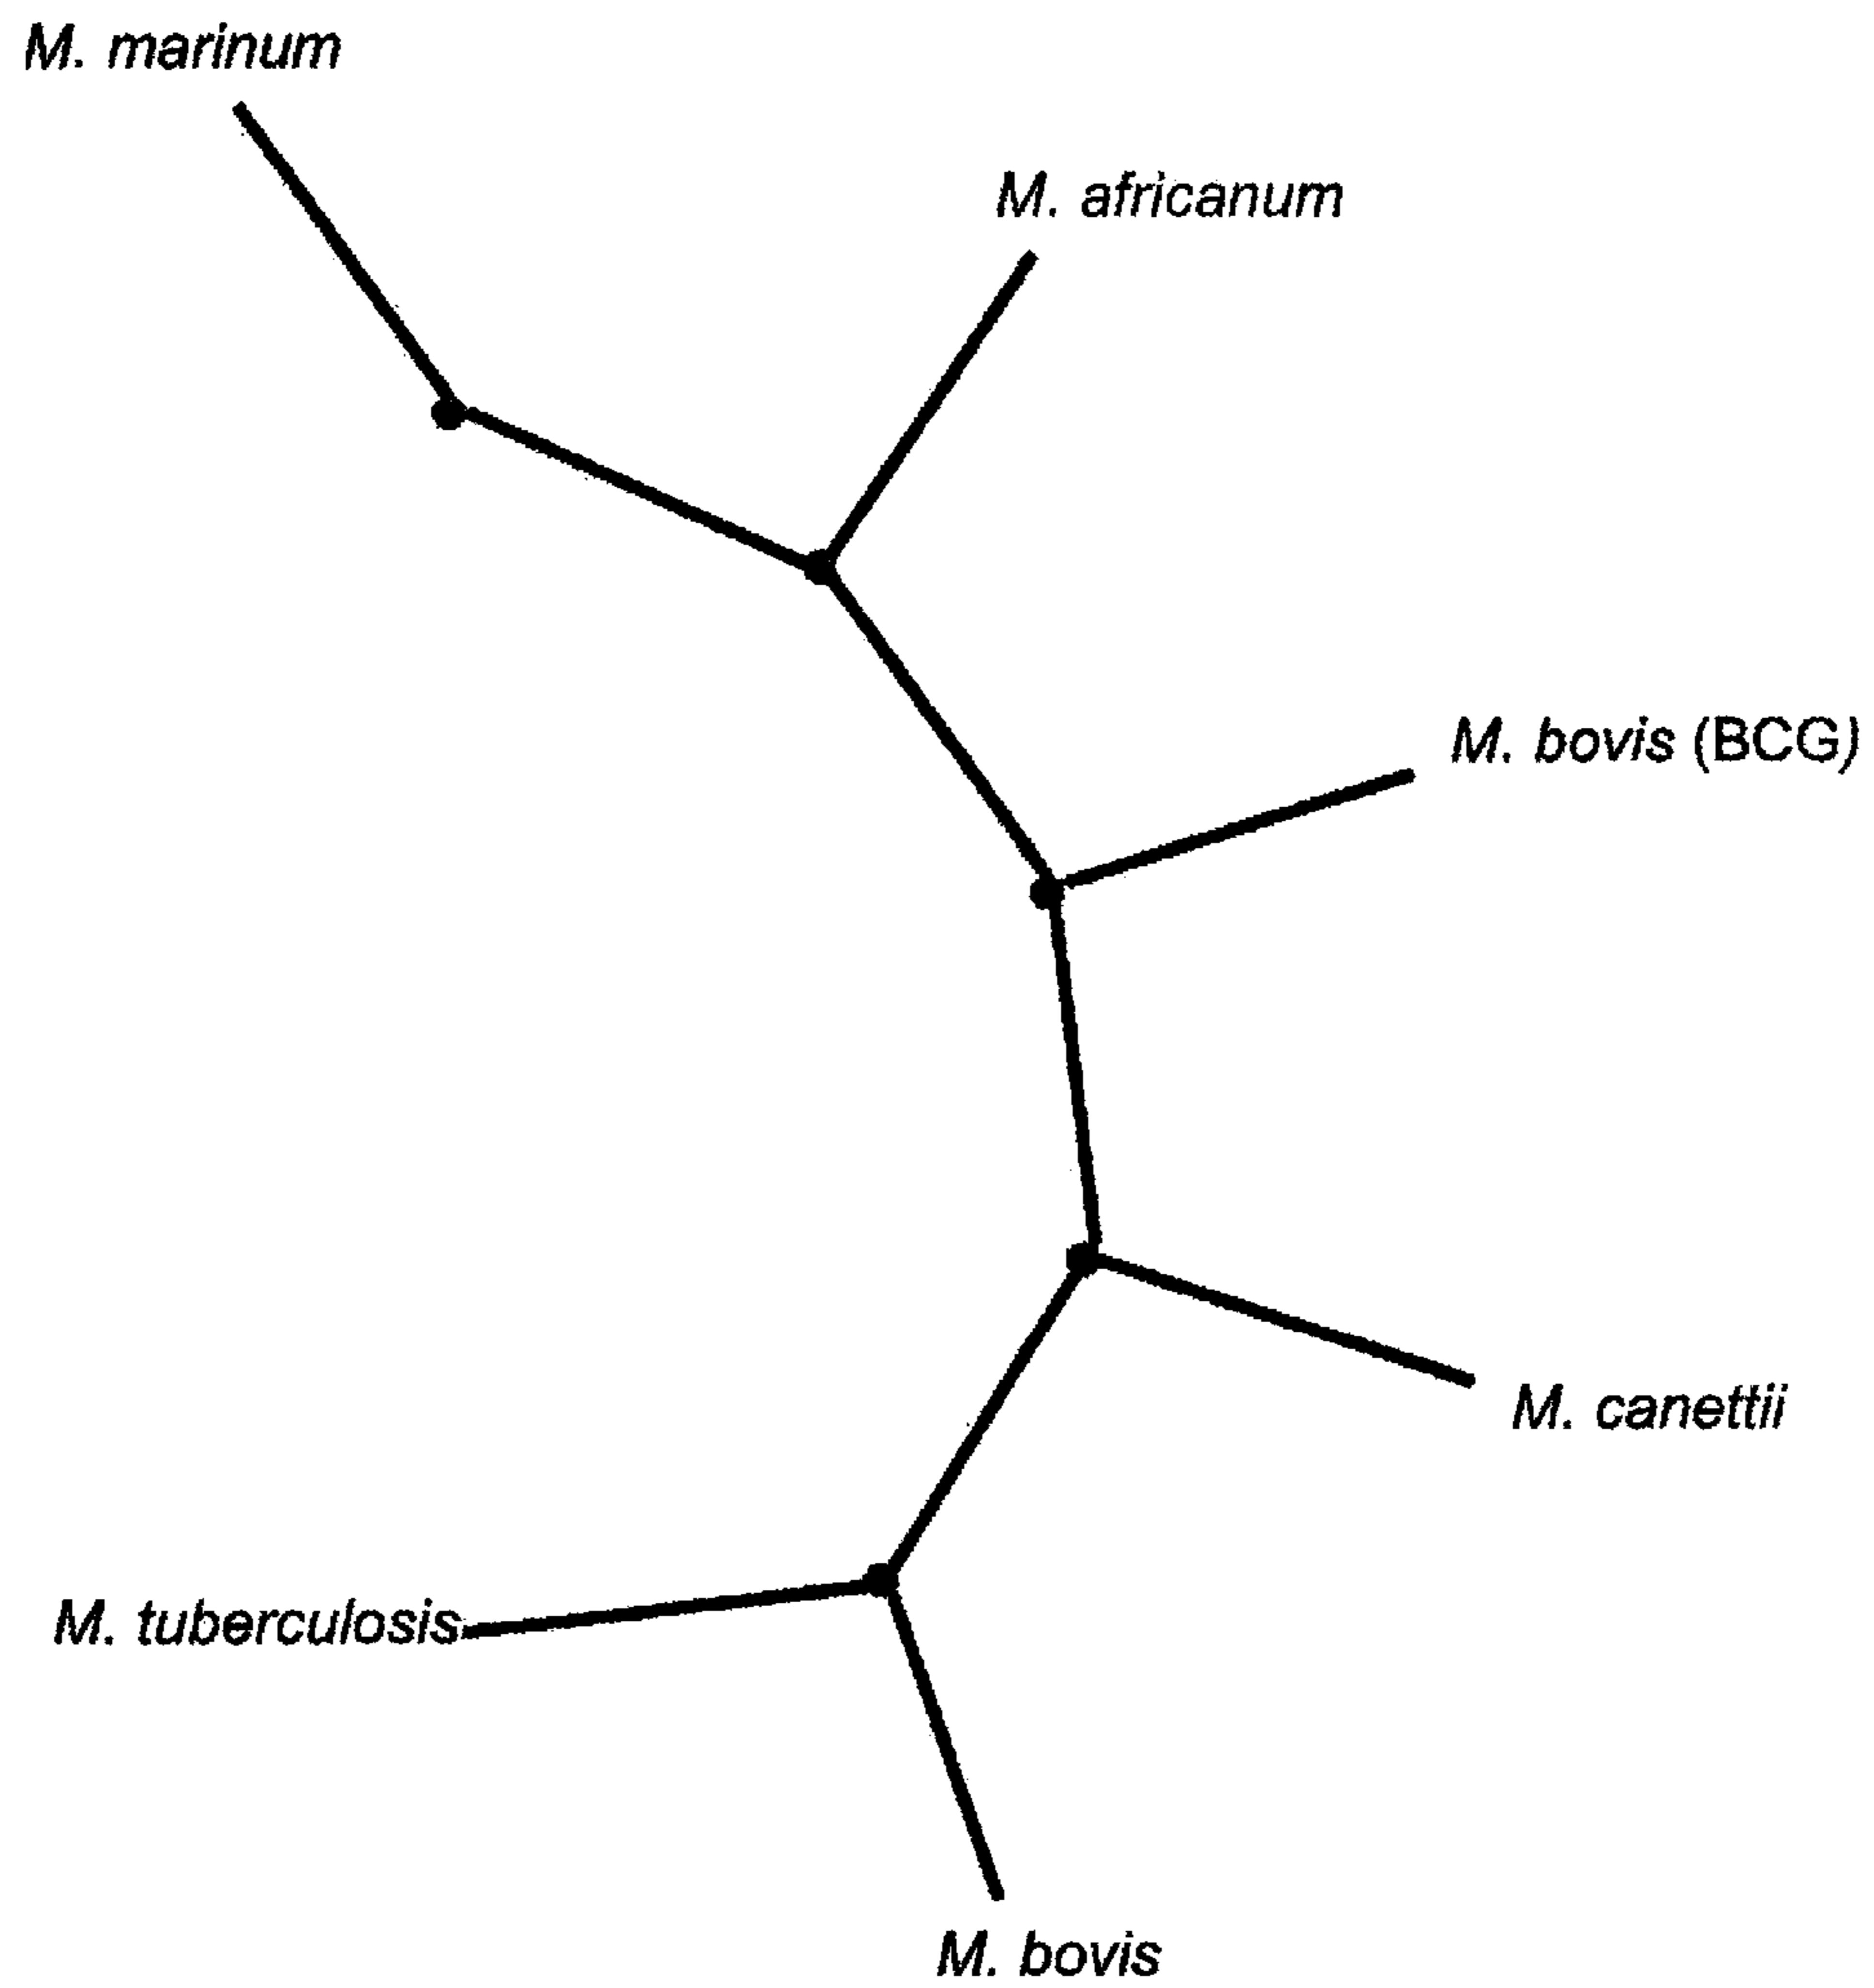 M. marinum
M. africanum
M. bovis (BCG)
M. canettii
M. tuberculosis
M. bovis